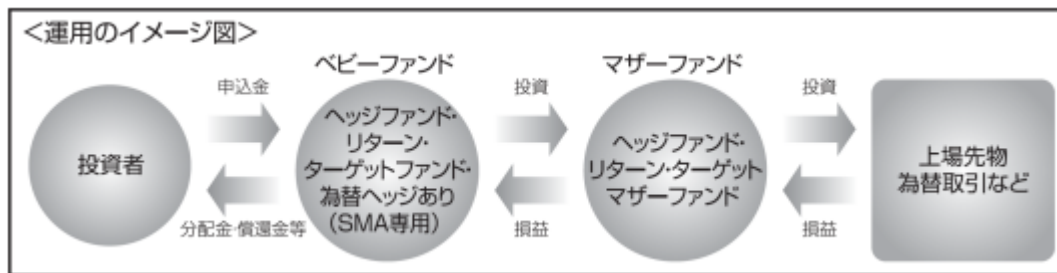 <運用のイメージ図>
ベビーファンド
マザーファンド
申込金
投資
投資
投資者
ヘッジファンド・
リターン・
ターゲットファンド・
為替ヘッジあり
(SMA専用)
ヘッジファンド・
リターン・ターゲット
マザーファンド
上場先物
為替取引など
分配金・償還金等
損益
損益